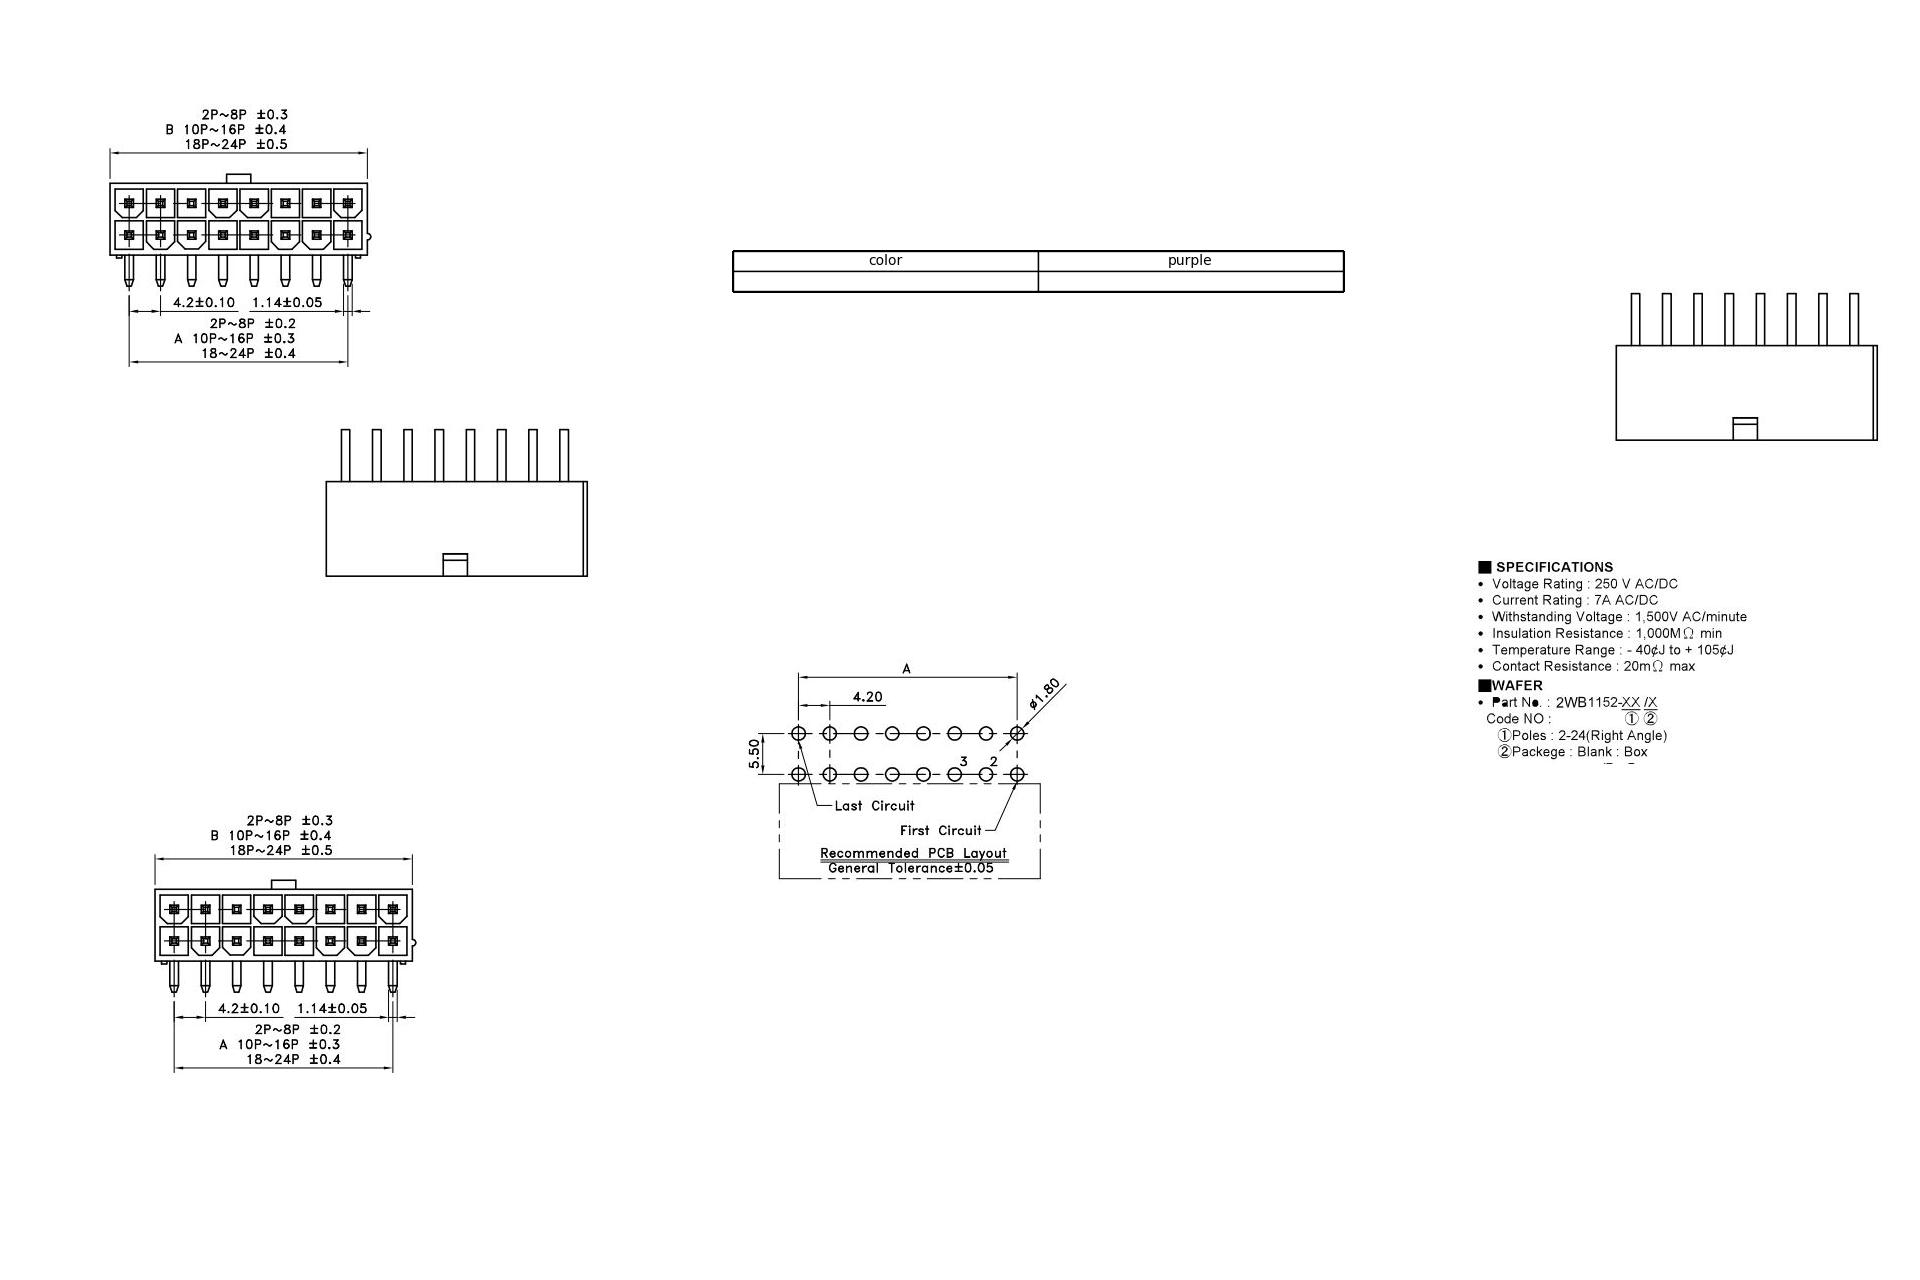 2P~8P ±0.3
B 10P~16P ±0.4
18P~24P ±0.5
4.2±0.10 1.14±0.05
2P~8P ±0.2
A 10P~16P ±0.3
18~24P ±0.4
color purple
■ SPECIFICATIONS
• Voltage Rating : 250 V AC/DC
• Current Rating : 7A AC/DC
• Withstanding Voltage : 1,500V AC/minute
• Insulation Resistance : 1,000MΩ min
• Temperature Range : - 40¢J to + 105¢J
• Contact Resistance : 20mΩ max
■WAFER
• Part No. : 2WB1152-XX /X
Code NO : ① ②
①Poles : 2-24(Right Angle)
②Packege : Blank : Box
A
4.20
ø1.80
5.50
3 2
Last Circuit
First Circuit
Recommended PCB Layout
General Tolerance±0.05
2P~8P ±0.3
B 10P~16P ±0.4
18P~24P ±0.5
4.2±0.10 1.14±0.05
2P~8P ±0.2
A 10P~16P ±0.3
18~24P ±0.4